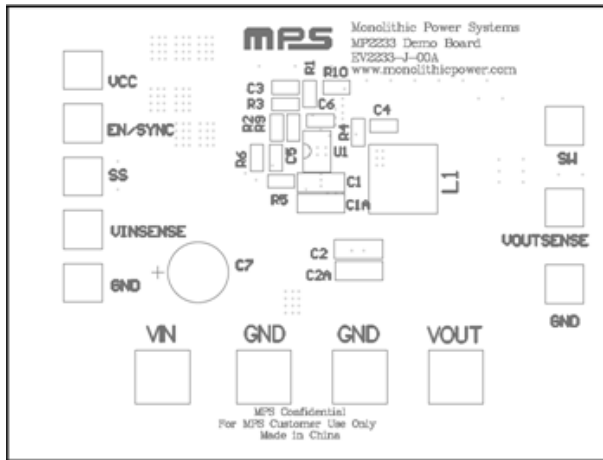 MPS
Monolithic Power Systems
MP2233 Demo Board
EV2233-J-00A
www.monolithicpower.com
VCC
EN/SYNC
SS
VINSENSE
GND
C3
R1
R10
R3
R2
R9
C6
R4
C4
U1
R6
C5
R5
C1
C1A
L1
C7
C2
C2A
SW
VOUTSENSE
GND
VIN
GND
GND
VOUT
MPS Confidential
For MPS Customer Use Only
Made in China